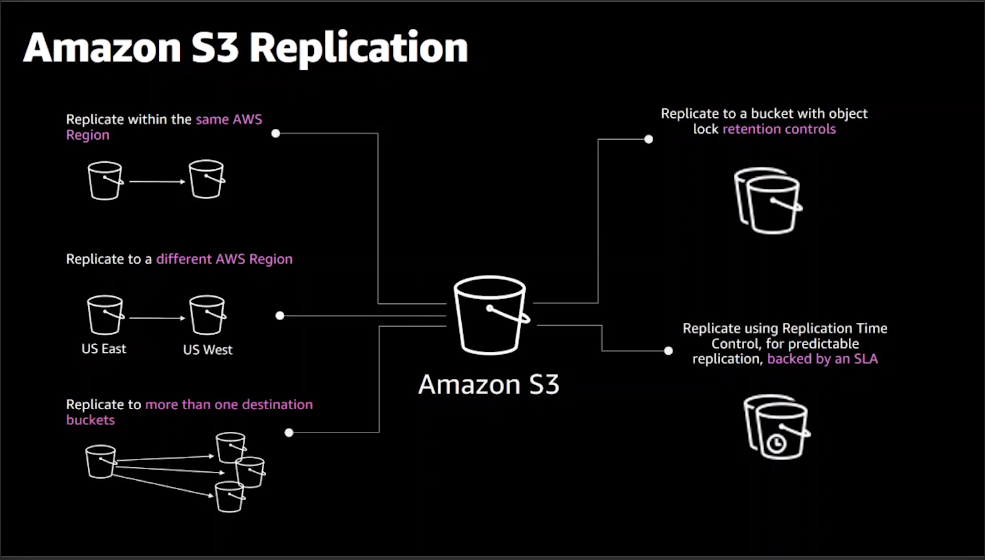 Amazon S3 Replication
Replicate within the same AWS
Region
Replicate to a different AWS Region
US East
US West
Replicate to more than one destination
buckets
Amazon S3
Replicate to a bucket with object
lock retention controls
Replicate using Replication Time
Control, for predictable
replication, backed by an SLA